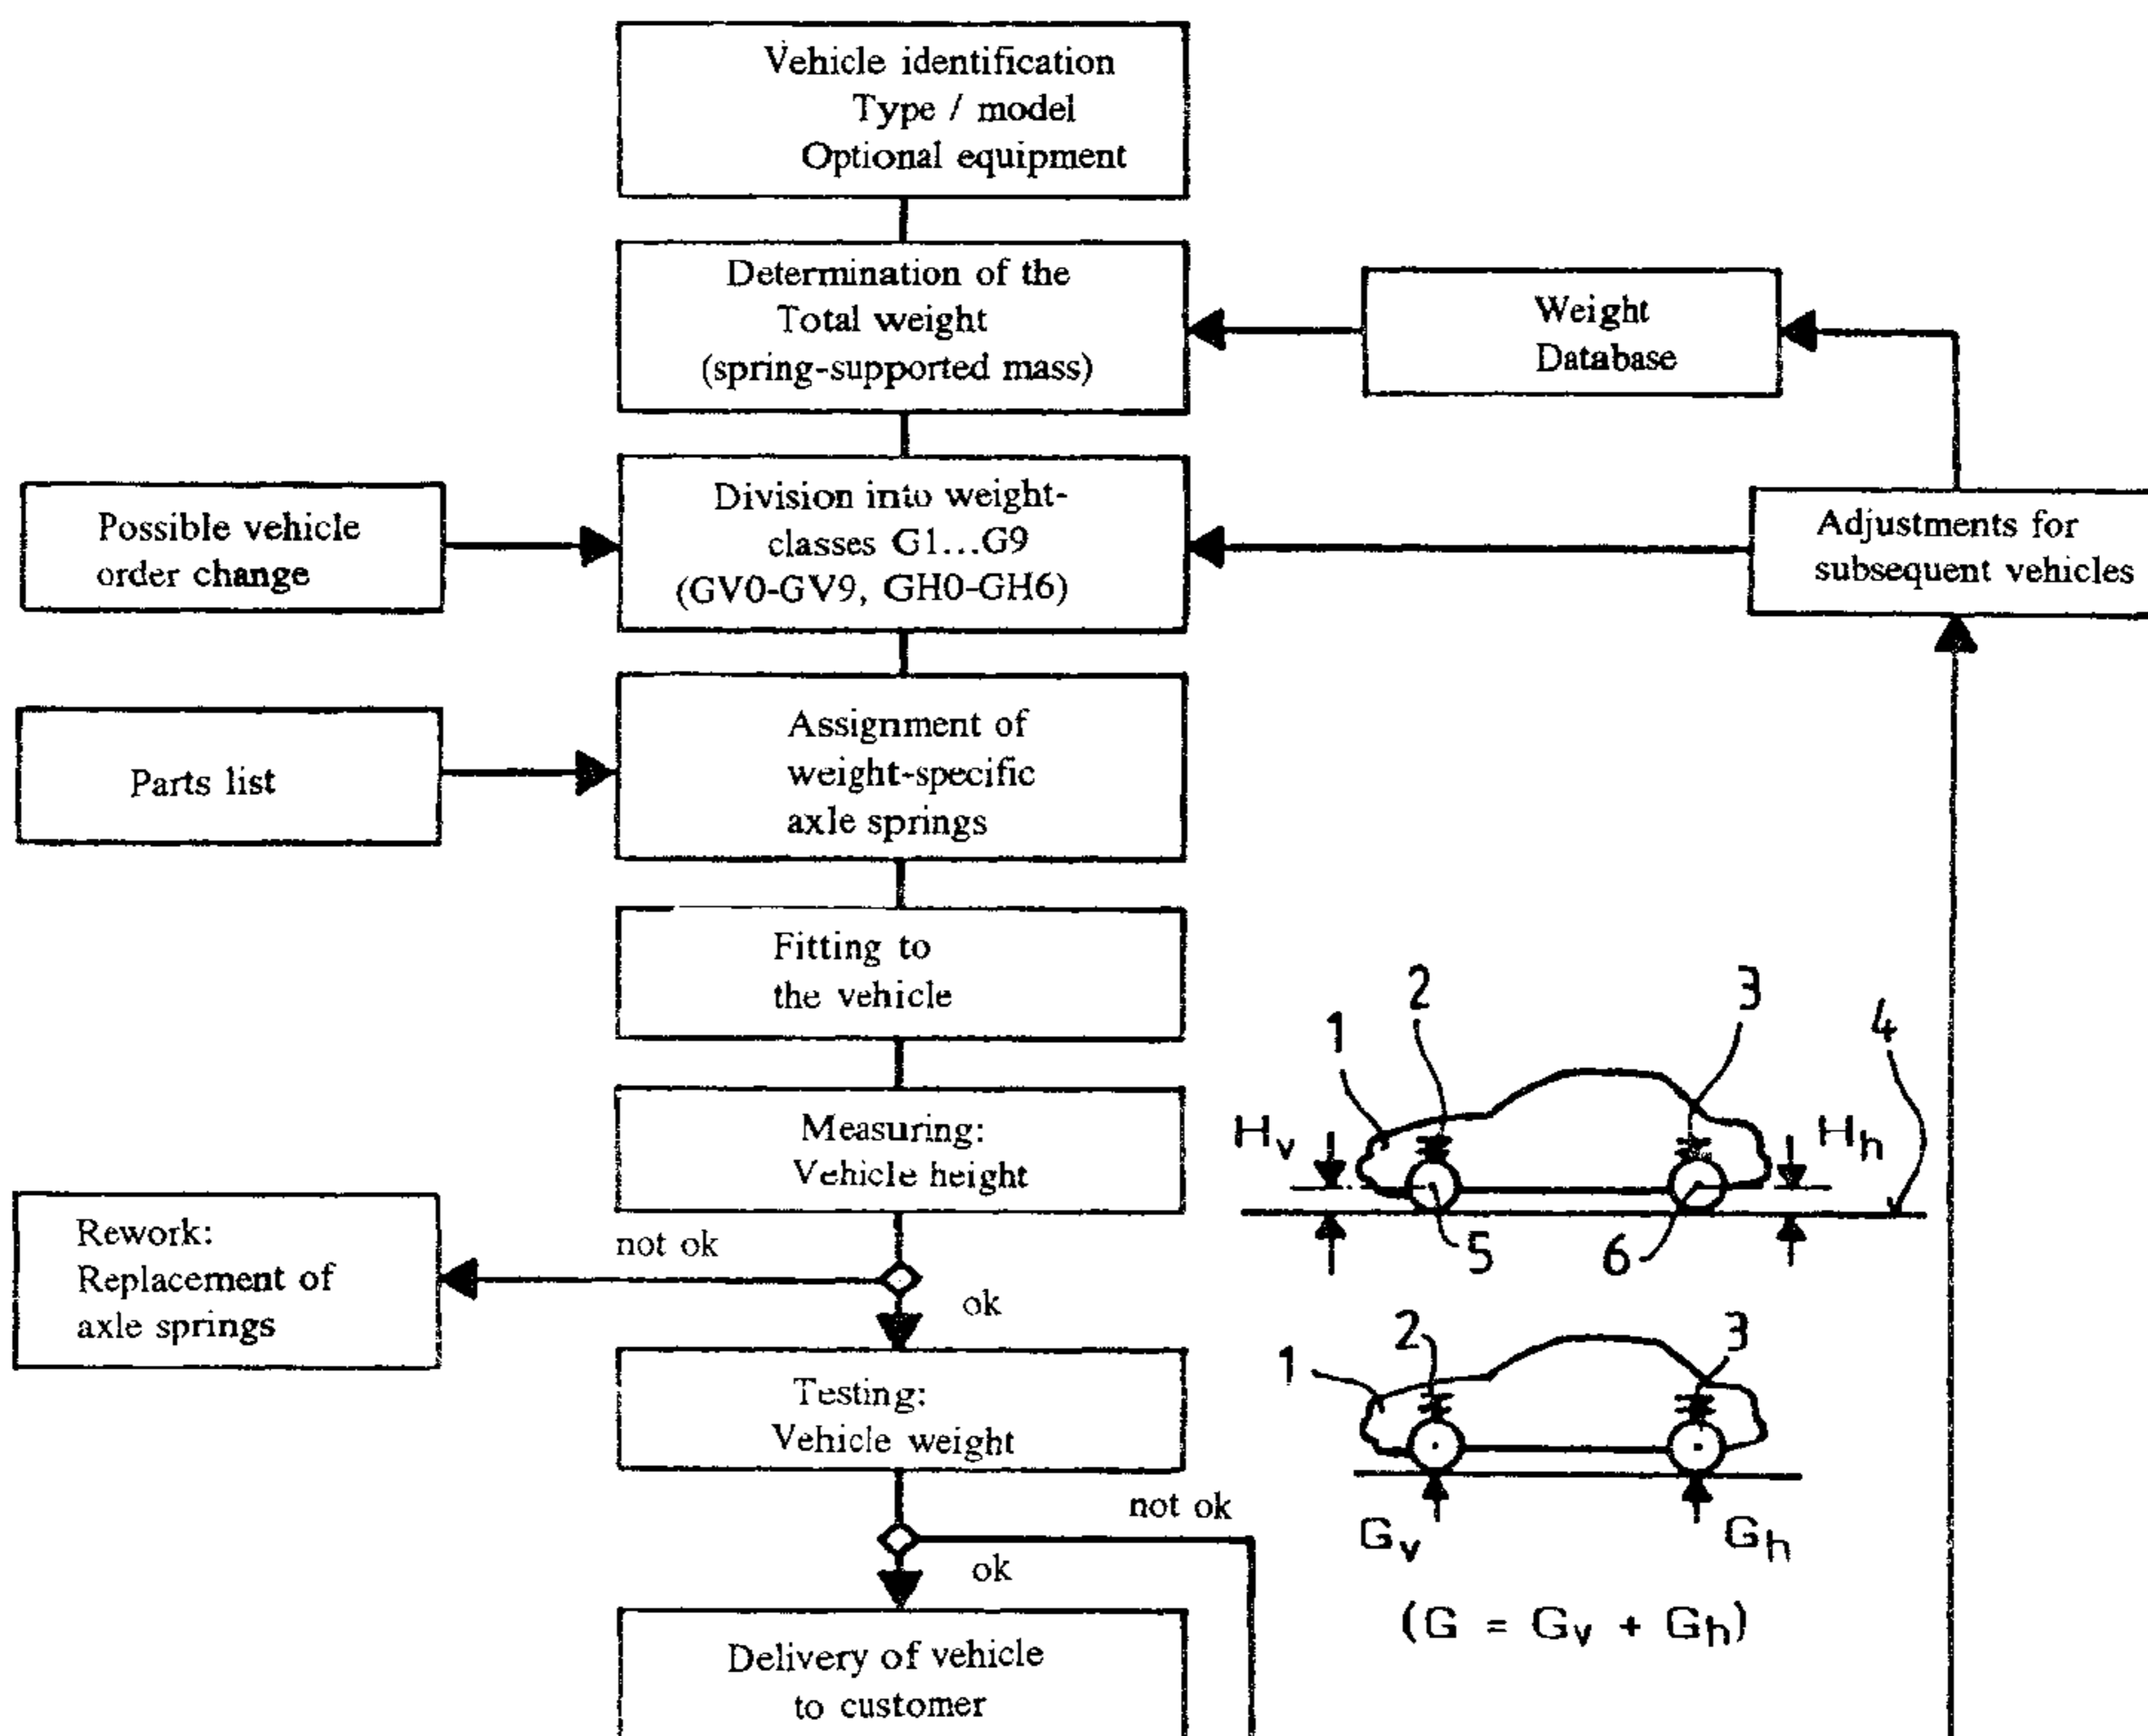 Vehicle identification
Type / model
Optional equipment
Determination of the
Total weight
(spring-supported mass)
Weight
Database
Possible vehicle
order change
Division into weight-
classes G1...G9
(GV0-GV9, GH0-GH6)
Adjustments for
subsequent vehicles
Parts list
Assignment of
weight-specific
axle springs
Fitting to
the vehicle
Measuring:
Vehicle height
1
2
3
4
Hv
Hh
5
6
Rework:
Replacement of
axle springs
not ok
ok
Testing:
Vehicle weight
1
2
3
Gv
Gh
(G = Gv + Gh)
not ok
ok
Delivery of vehicle
to customer